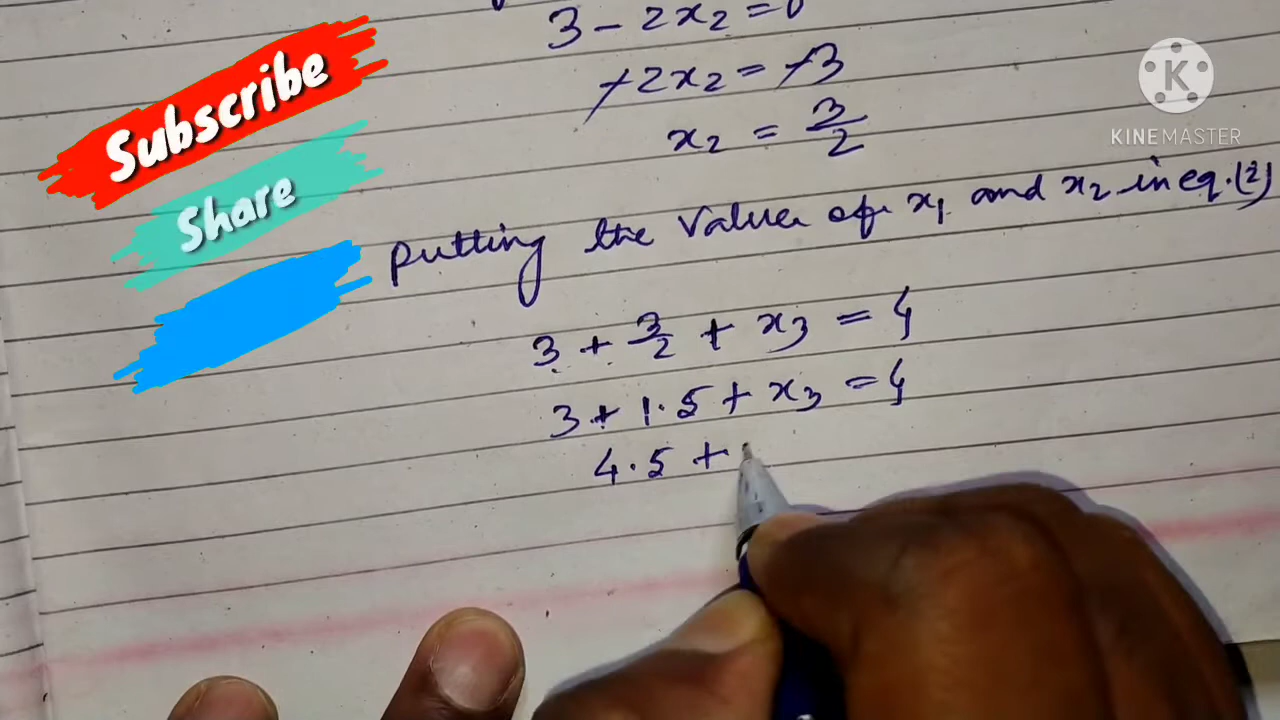 3 - 2x₂ = 0
-2x₂ = -3
x₂ = 3/2
Putting the value of x₁ and x₂ in eq.(2)
3 + 3/2 + x₃ = 4
3 + 1.5 + x₃ = 4
4.5 +
Subscribe
Share
KINEMASTER